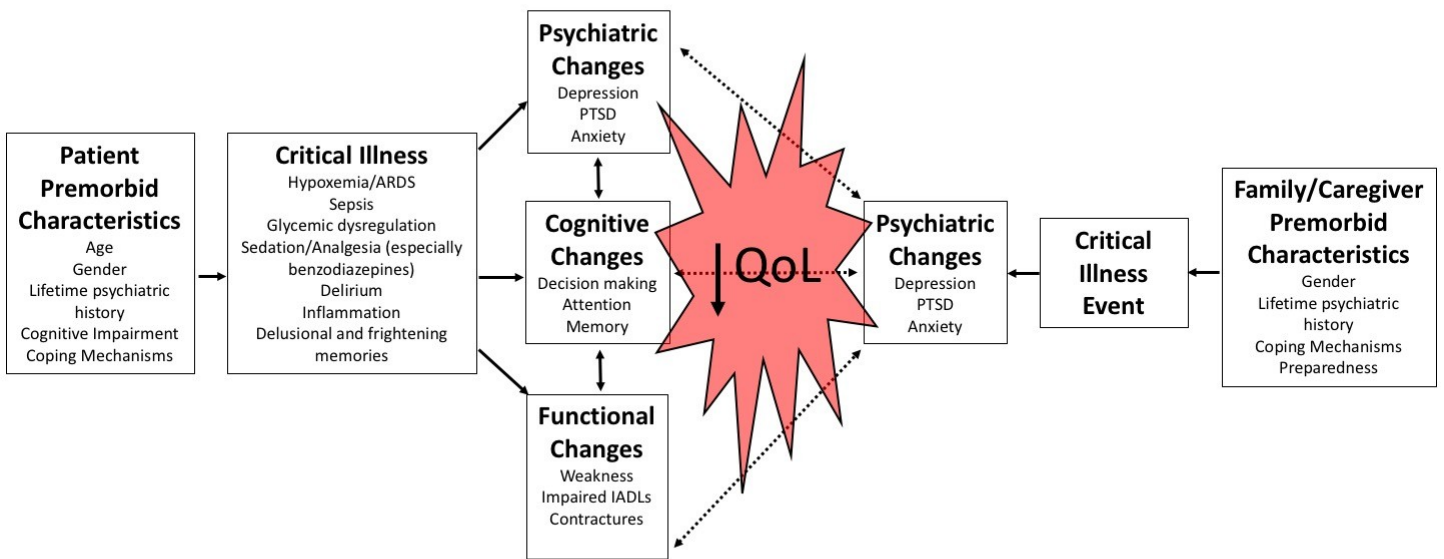 Patient
Premorbid
Characteristics
Age
Gender
Lifetime psychiatric
history
Cognitive Impairment
Coping Mechanisms
Critical Illness
Hypoxemia/ARDS
Sepsis
Glycemic dysregulation
Sedation/Analgesia (especially
benzodiazepines)
Delirium
Inflammation
Delusional and frightening
memories
Psychiatric
Changes
Depression
PTSD
Anxiety
Cognitive
Changes
Decision making
Attention
Memory
Functional
Changes
Weakness
Impaired IADLs
Contractures
QoL
Psychiatric
Changes
Depression
PTSD
Anxiety
Critical
Illness
Event
Family/Caregiver
Premorbid
Characteristics
Gender
Lifetime psychiatric
history
Coping Mechanisms
Preparedness